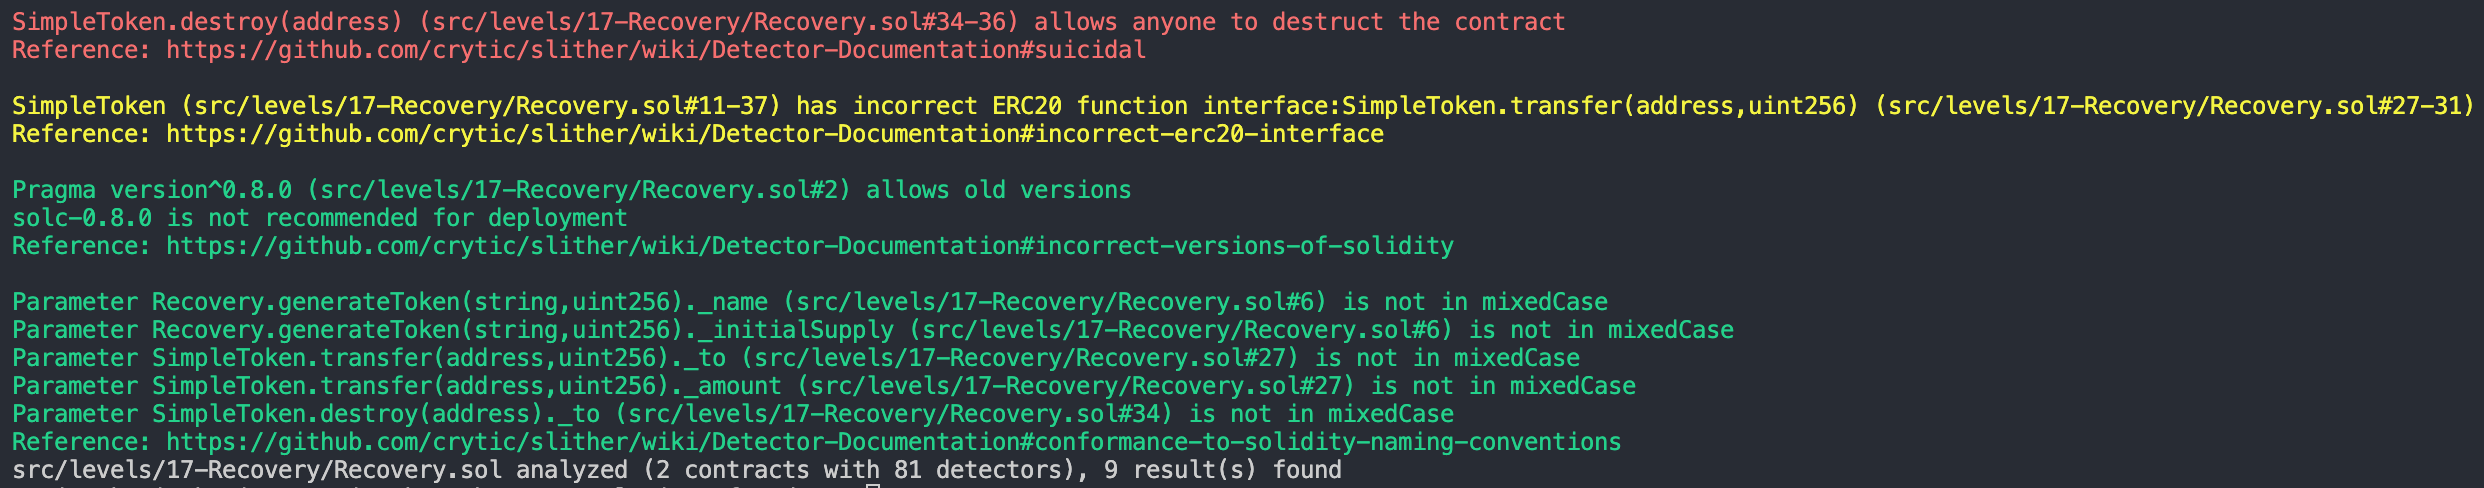 SimpleToken.destroy(address) (src/levels/17-Recovery/Recovery.sol#34-36) allows anyone to destruct the contract
Reference: https://github.com/crytic/slither/wiki/Detector-Documentation#suicidal
SimpleToken (src/levels/17-Recovery/Recovery.sol#11-37) has incorrect ERC20 function interface:SimpleToken.transfer(address,uint256) (src/levels/17-Recovery/Recovery.sol#27-31)
Reference: https://github.com/crytic/slither/wiki/Detector-Documentation#incorrect-erc20-interface
Pragma version^0.8.0 (src/levels/17-Recovery/Recovery.sol#2) allows old versions
solc-0.8.0 is not recommended for deployment
Reference: https://github.com/crytic/slither/wiki/Detector-Documentation#incorrect-versions-of-solidity
Parameter Recovery.generateToken(string,uint256)._name (src/levels/17-Recovery/Recovery.sol#6) is not in mixedCase
Parameter Recovery.generateToken(string,uint256)._initialSupply (src/levels/17-Recovery/Recovery.sol#6) is not in mixedCase
Parameter SimpleToken.transfer(address,uint256)._to (src/levels/17-Recovery/Recovery.sol#27) is not in mixedCase
Parameter SimpleToken.transfer(address,uint256)._amount (src/levels/17-Recovery/Recovery.sol#27) is not in mixedCase
Parameter SimpleToken.destroy(address)._to (src/levels/17-Recovery/Recovery.sol#34) is not in mixedCase
Reference: https://github.com/crytic/slither/wiki/Detector-Documentation#conformance-to-solidity-naming-conventions
src/levels/17-Recovery/Recovery.sol analyzed (2 contracts with 81 detectors), 9 result(s) found